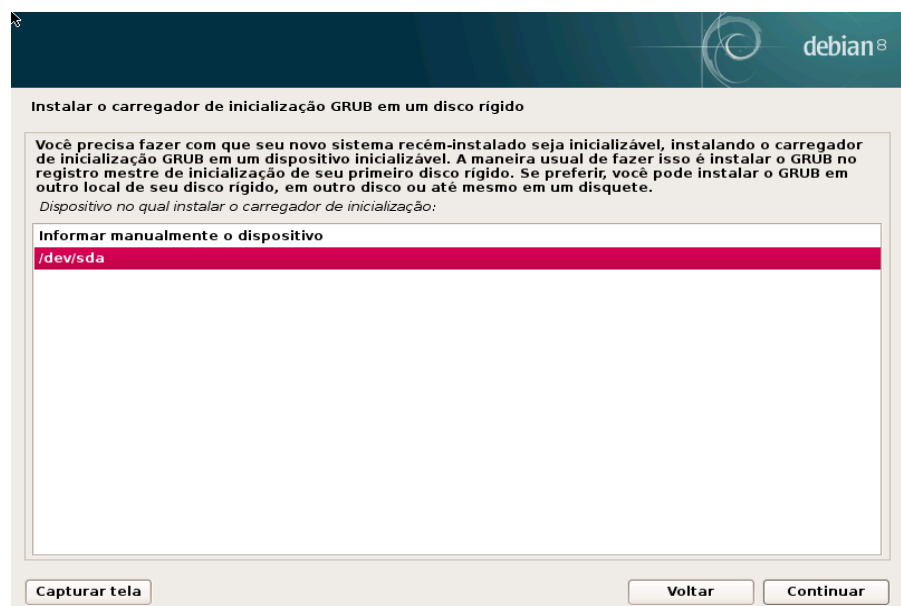 debian 8
Instalar o carregador de inicialização GRUB em um disco rígido
Você precisa fazer com que seu novo sistema recém-instalado seja inicializável, instalando o carregador
de inicialização GRUB em um dispositivo inicializável. A maneira usual de fazer isso é instalar o GRUB no
registro mestre de inicialização de seu primeiro disco rígido. Se preferir, você pode instalar o GRUB em
outro local de seu disco rígido, em outro disco ou até mesmo em um disquete.
Dispositivo no qual instalar o carregador de inicialização:
Informar manualmente o dispositivo
/dev/sda
Capturar tela
Voltar
Continuar